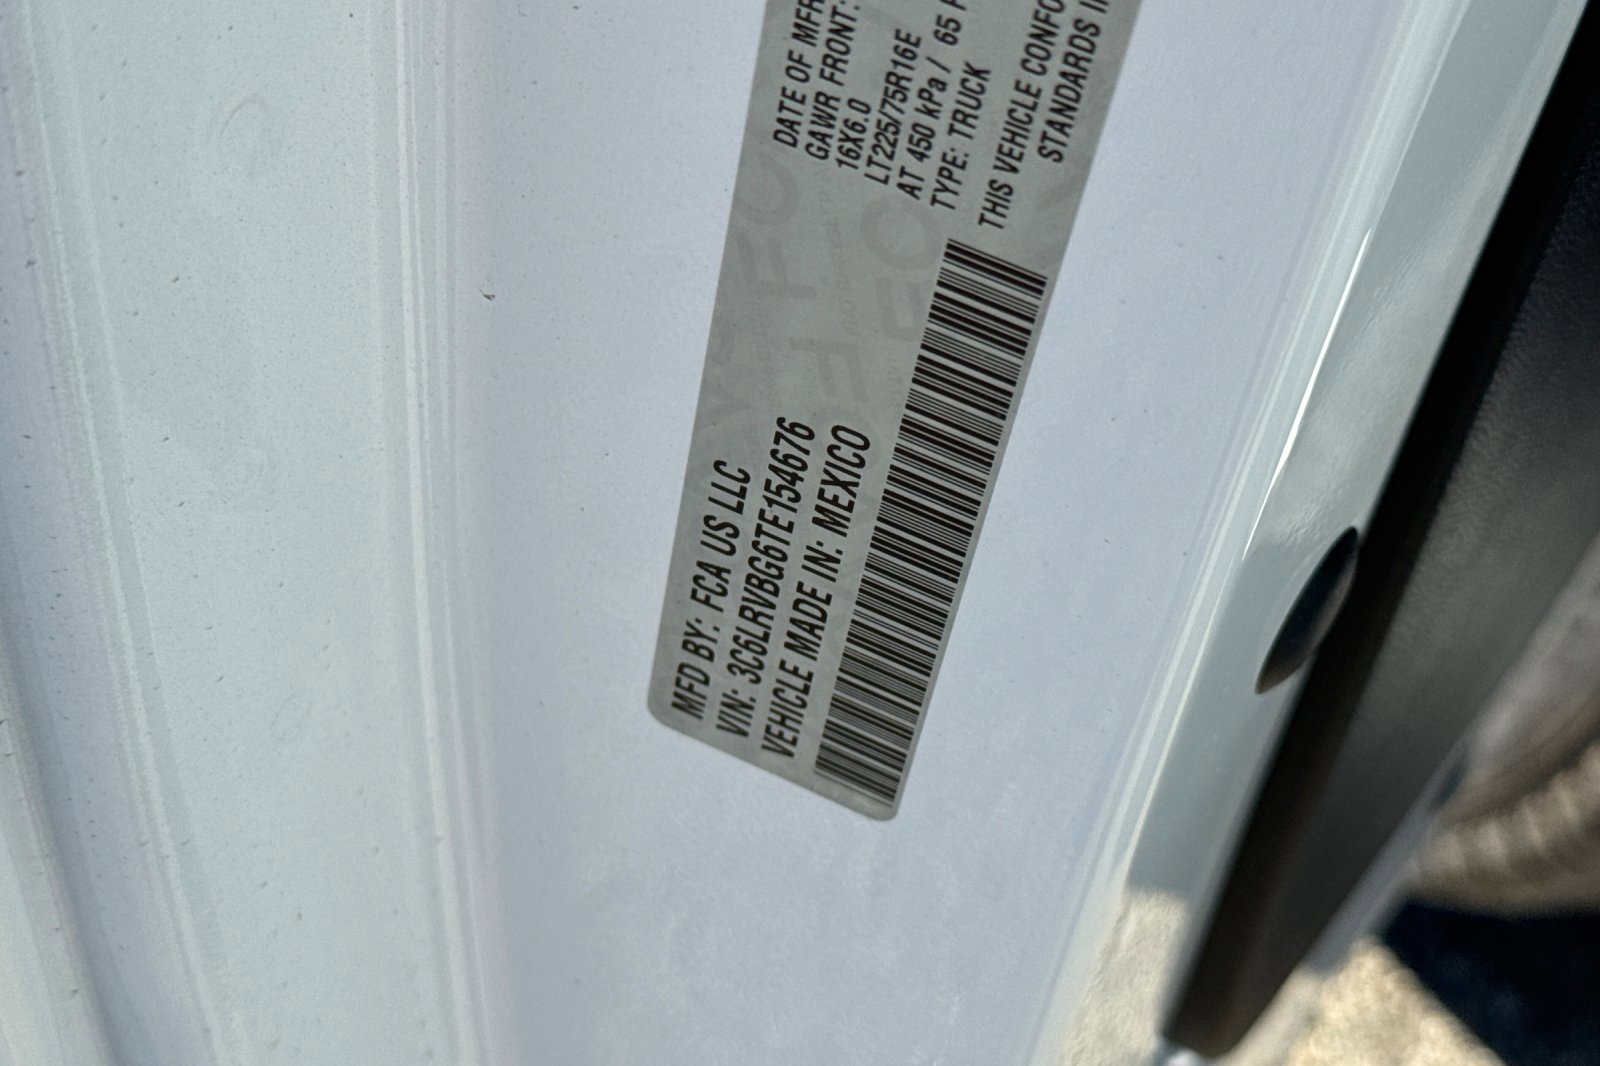 MFD BY: FCA US LLC
VIN: 3C6LRVBG6TE154676
VEHICLE MADE IN: MEXICO
DATE OF MFR
GAWR FRONT:
16X6.0
LT225/75R16E
AT 450 kPa / 65 P
TYPE: TRUCK
THIS VEHICLE CONFO
STANDARDS I